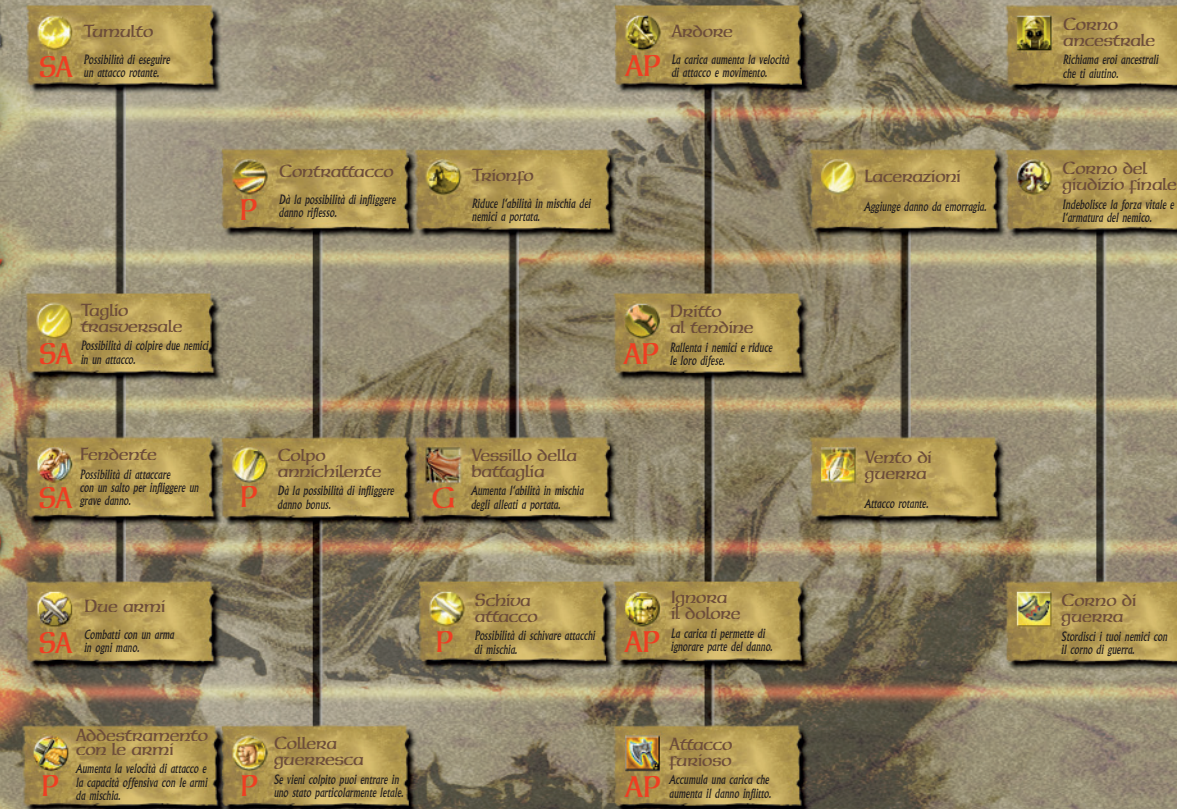 Tumulto
SA
Possibilità di eseguire
un attacco rotante.
Ardore
AP
La carica aumenta la velocità
di attacco e movimento.
Corno
ancestrale
Richiama eroi ancestrali
che ti aiutino.
Contrattacco
P
Dà la possibilità di infliggere
danno riflesso.
Trionfo
Riduce l'abilità in mischia dei
nemici a portata.
Lacerazioni
Aggiunge danno da emorragia.
Corno del
giudizio finale
Indebolisce la forza vitale e
l'armatura del nemico.
Taglio
trasversale
SA
Possibilità di colpire due nemici
in un attacco.
Dritto
al tendine
AP
Rallenta i nemici e riduce
le loro difese.
Fendente
SA
Possibilità di attaccare
con un salto per infliggere un
grave danno.
Colpo
annichilente
P
Dà la possibilità di infliggere
danno bonus.
Vessillo della
battaglia
G
Aumenta l'abilità in mischia
degli alleati a portata.
Vento di
guerra
Attacco rotante.
Due armi
SA
Combatti con un arma
in ogni mano.
Schiva
attacco
P
Possibilità di schivare attacchi
di mischia.
Ignora
il dolore
AP
La carica ti permette di
ignorare parte del danno.
Corno di
guerra
Stordisci i tuoi nemici con
il corno di guerra.
Addestramento
con le armi
P
Aumenta la velocità di attacco e
la capacità offensiva con le armi
da mischia.
Collera
guerresca
P
Se vieni colpito puoi entrare in
uno stato particolarmente letale.
Attacco
furioso
AP
Accumula una carica che
aumenta il danno inflitto.